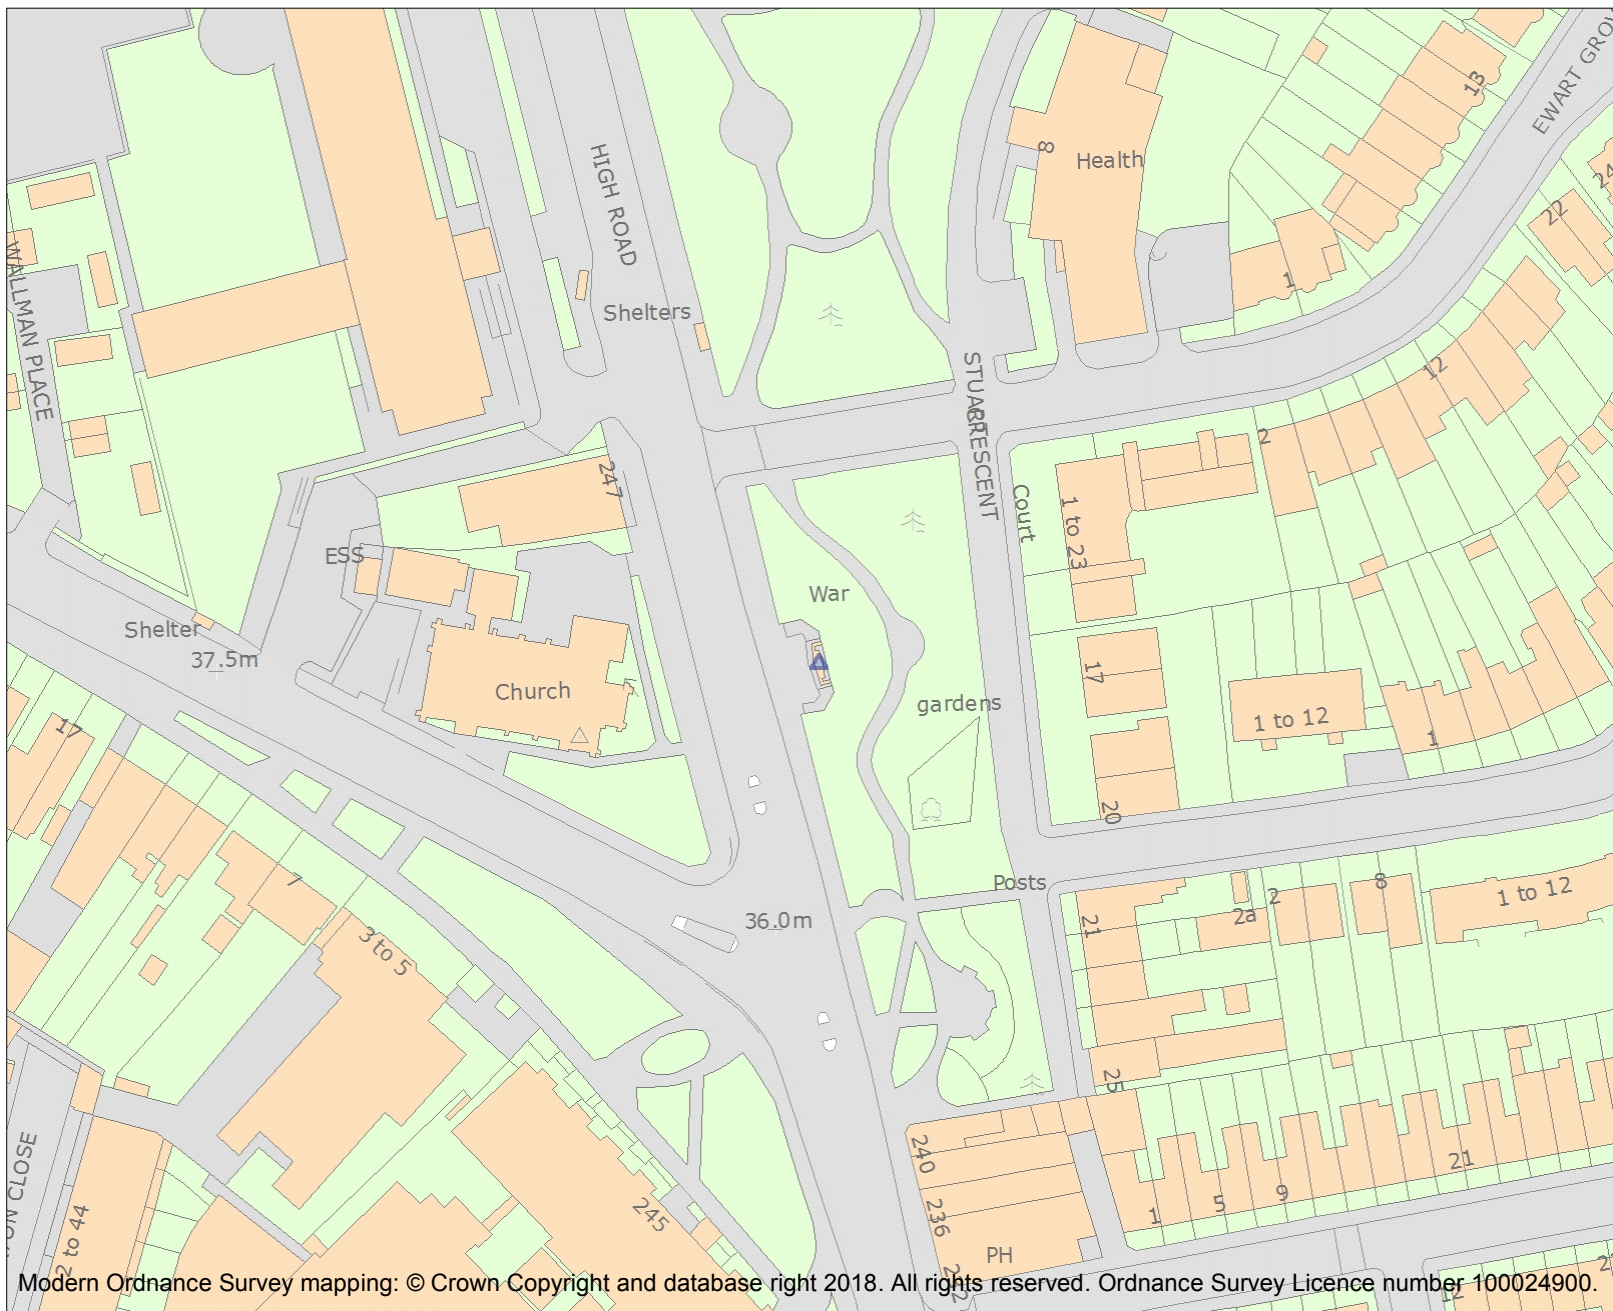 EWART GRO
13
HIGH ROAD
8
Health
24
22
WALLMAN PLACE
1
Shelters
STUART
CRESCENT
12
2
247
Court
1 to 23
ESS
War
Shelter
37.5m
Church
gardens
17
1 to 12
1
17
20
7
Posts
36.0m
21
2a
2
8
1 to 12
3 to 5
25
240
236
21
9
5
1
245
PH
2 to 44
ON CLOSE
12
Modern Ordnance Survey mapping: © Crown Copyright and database right 2018. All rights reserved. Ordnance Survey Licence number 100024900.